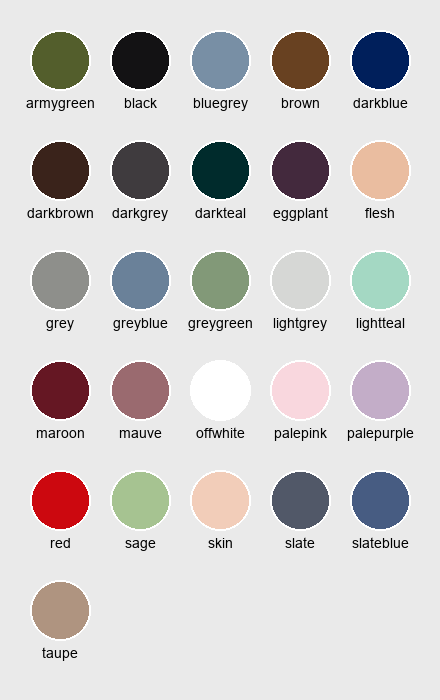 armygreen black bluegrey brown darkblue
darkbrown darkgrey darkteal eggplant flesh
grey greyblue greygreen lightgrey lightteal
maroon mauve offwhite palepink palepurple
red sage skin slate slateblue
taupe